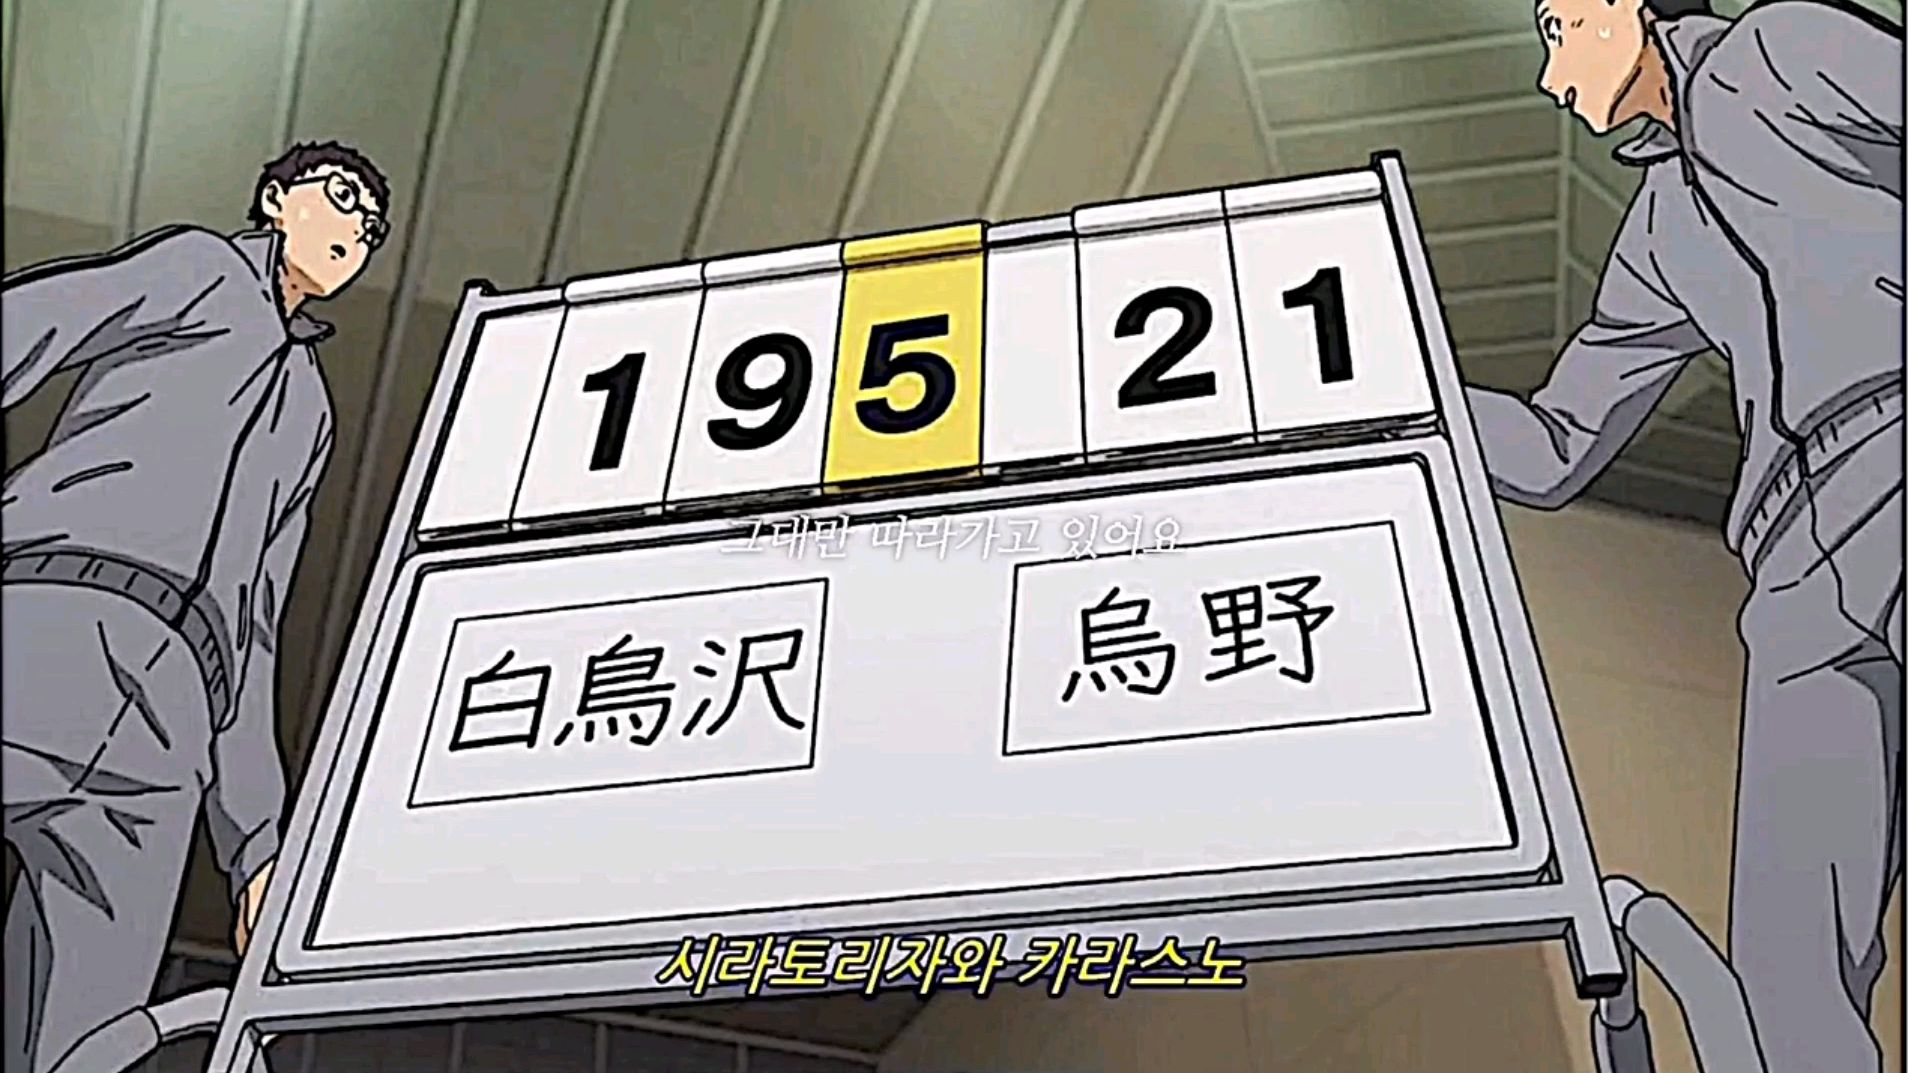 19 5 21
그대만 따라가고 있어요
白鳥沢 烏野
시라토리자와 카라스노